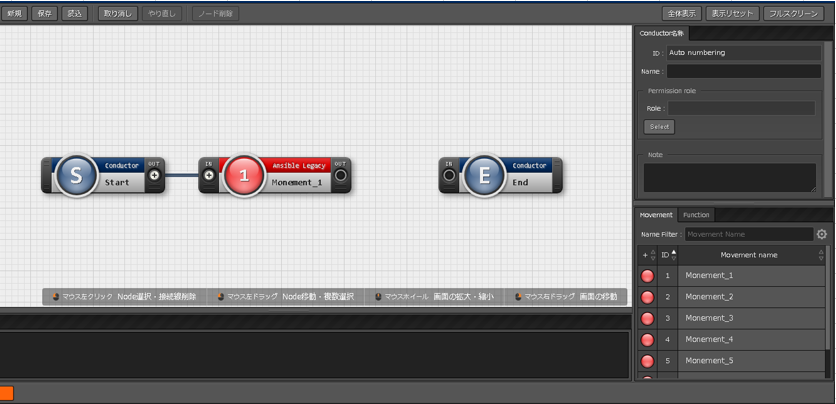 新規 保存 読込 取り消し やり直し ノード削除 全体表示 表示リセット フルスクリーン
Conductor名称
ID : Auto numbering
Name :
Permission role
Role :
Select
Note
S Conductor OUT
Start
IN 1 Ansible Legacy OUT
Monement_1
IN E Conductor
End
マウス左クリック Node選択・接続線削除 マウス左ドラッグ Node移動・複数選択 マウスホイール 画面の拡大・縮小 マウス右ドラッグ 画面の移動
Movement Function
Name Filter : Movement Name
+ ID Movement name
1 Monement_1
2 Monement_2
3 Monement_3
4 Monement_4
5 Monement_5